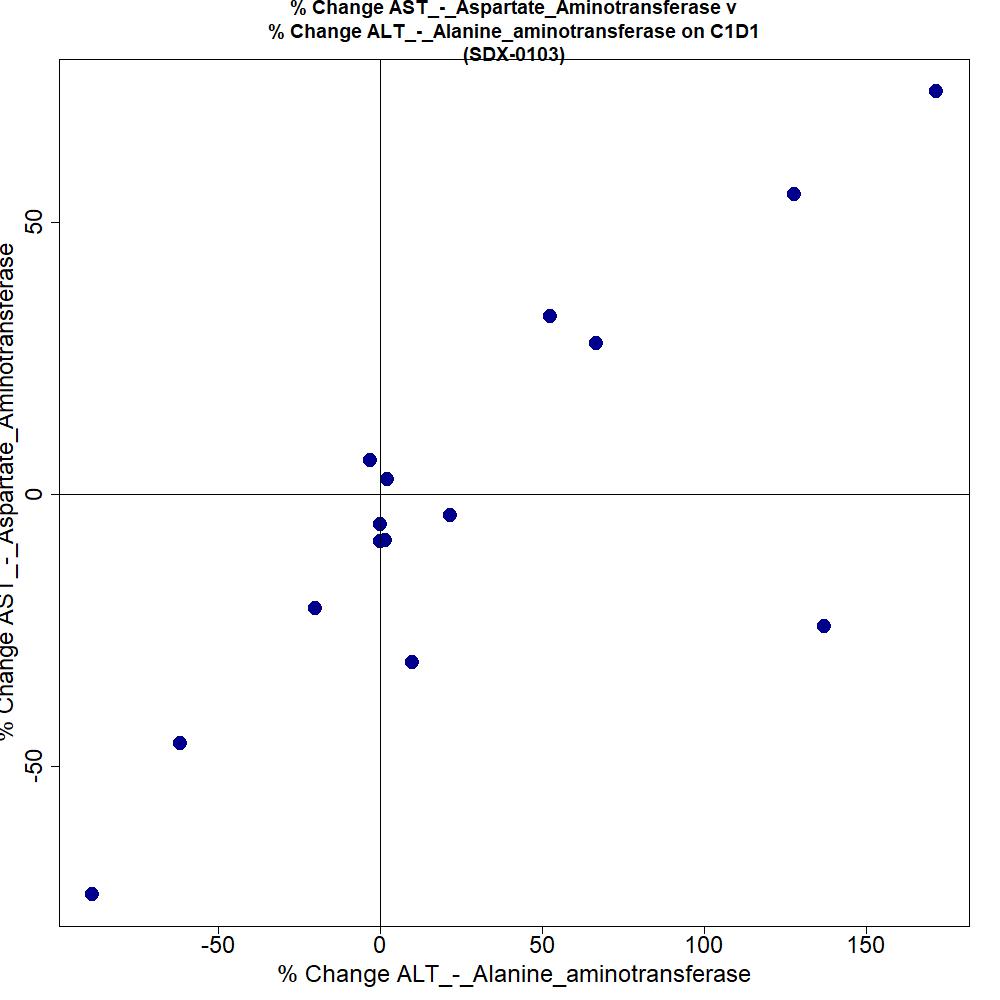 % Change AST_-_Aspartate_Aminotransferase v
% Change ALT_-_Alanine_aminotransferase on C1D1
(SDX-0103)
% Change AST_-_Aspartate_Aminotransferase
50
0
-50
-50
0
50
100
150
% Change ALT_-_Alanine_aminotransferase